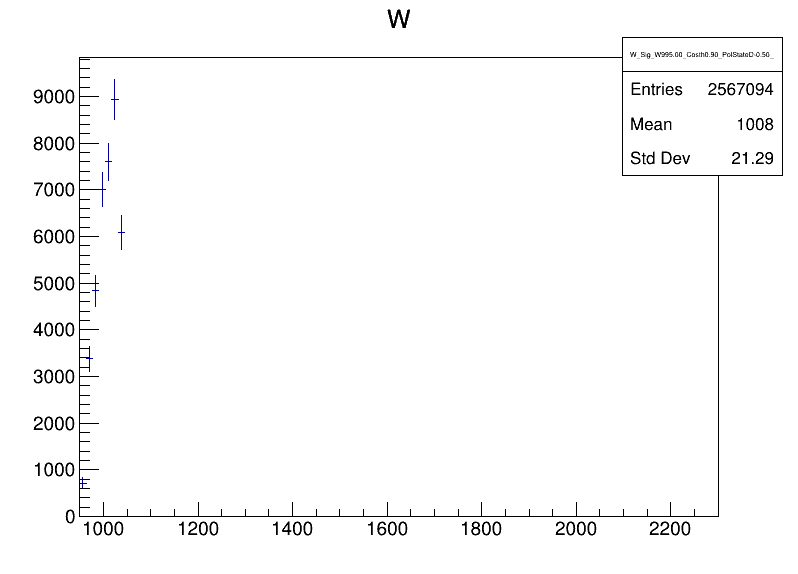 W
W_Sig_W995.00_Costh0.90_PolStateD-0.50_
Entries 2567094
Mean 1008
Std Dev 21.29
9000
8000
7000
6000
5000
4000
3000
2000
1000
0
1000 1200 1400 1600 1800 2000 2200